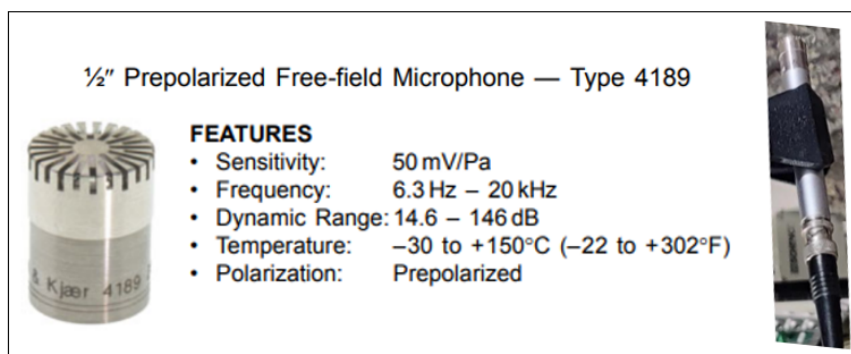 ½″ Prepolarized Free-field Microphone — Type 4189
FEATURES
• Sensitivity: 50 mV/Pa
• Frequency: 6.3 Hz – 20 kHz
• Dynamic Range: 14.6 – 146 dB
• Temperature: –30 to +150°C (–22 to +302°F)
• Polarization: Prepolarized
& Kjær 4189